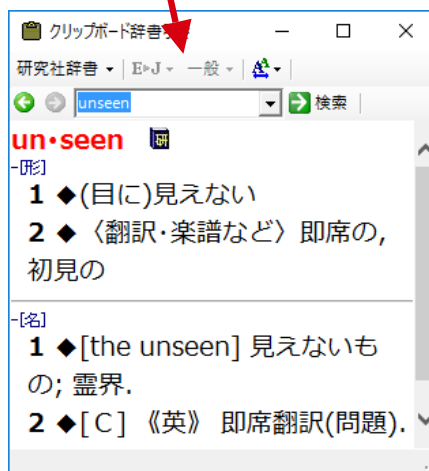 クリップボード辞書
研究社辞書 E▶J 一般 A
unseen 検索
un•seen 研
-[形]
1 ◆(目に)見えない
2 ◆〈翻訳・楽譜など〉即席の,
初見の
-[名]
1 ◆[the unseen] 見えないも
の; 霊界.
2 ◆[C] 《英》 即席翻訳(問題).